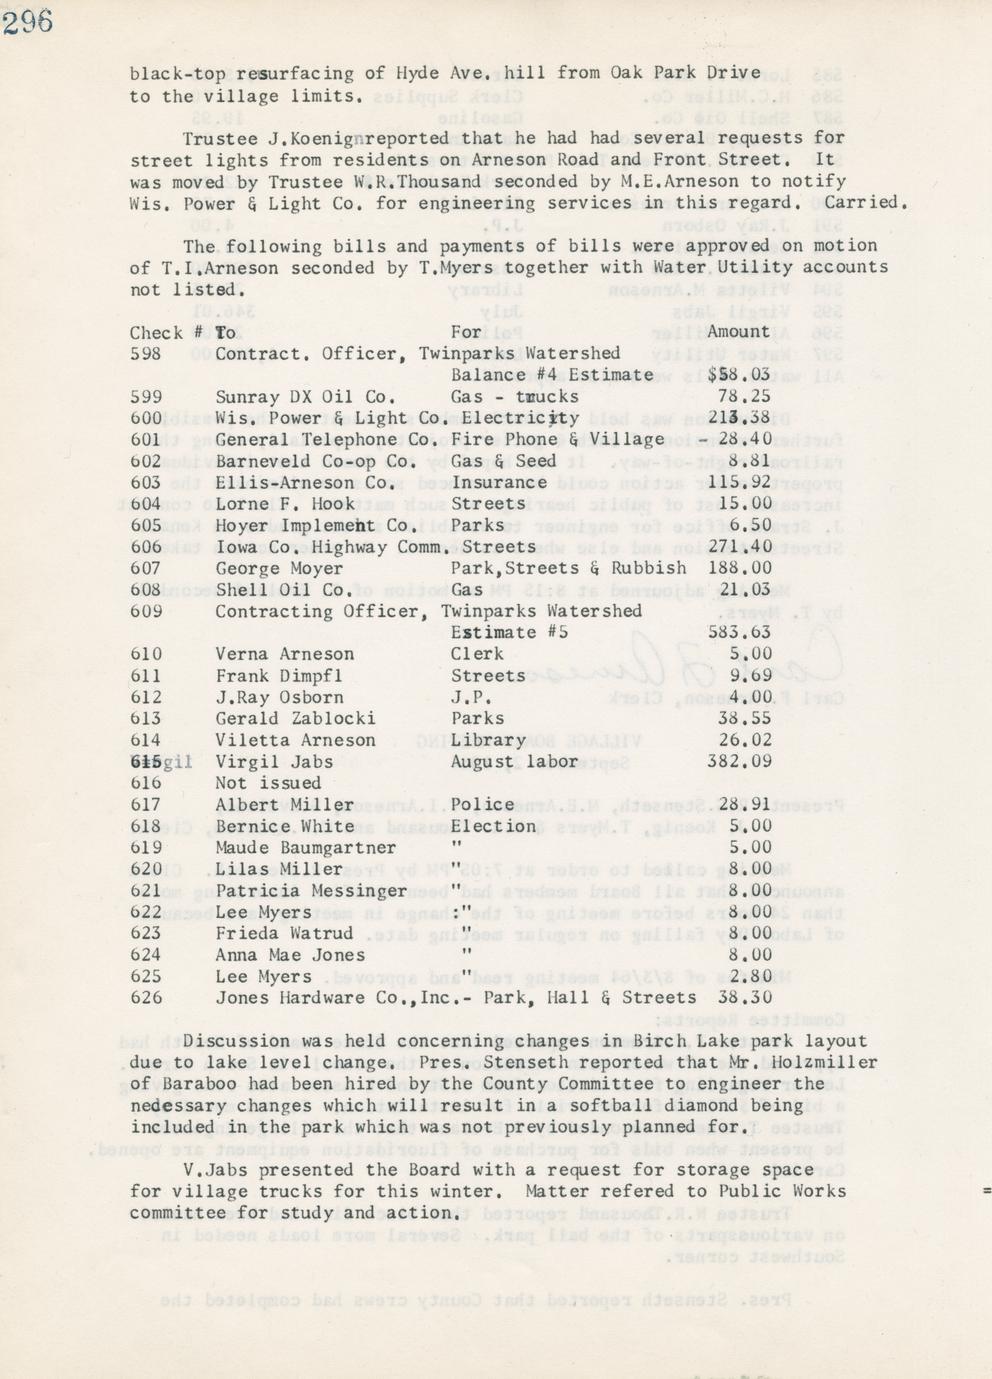 296
black-top resurfacing of Hyde Ave. hill from Oak Park Drive
to the village limits.
Trustee J.Koenignreported that he had had several requests for
street lights from residents on Arneson Road and Front Street. It
was moved by Trustee W.R.Thousand seconded by M.E.Arneson to notify
Wis. Power & Light Co. for engineering services in this regard. Carried.
The following bills and payments of bills were approved on motion
of T.I.Arneson seconded by T.Myers together with Water Utility accounts
not listed.
Check # To For Amount
598 Contract. Officer, Twinparks Watershed
Balance #4 Estimate $58.03
599 Sunray DX Oil Co. Gas - trucks 78.25
600 Wis. Power & Light Co. Electricity 213.38
601 General Telephone Co. Fire Phone & Village - 28.40
602 Barneveld Co-op Co. Gas & Seed 8.81
603 Ellis-Arneson Co. Insurance 115.92
604 Lorne F. Hook Streets 15.00
605 Hoyer Implement Co. Parks 6.50
606 Iowa Co. Highway Comm. Streets 271.40
607 George Moyer Park,Streets & Rubbish 188.00
608 Shell Oil Co. Gas 21.03
609 Contracting Officer, Twinparks Watershed
Estimate #5 583.63
610 Verna Arneson Clerk 5.00
611 Frank Dimpfl Streets 9.69
612 J.Ray Osborn J.P. 4.00
613 Gerald Zablocki Parks 38.55
614 Viletta Arneson Library 26.02
615 Virgil Jabs August labor 382.09
616 Not issued
617 Albert Miller Police 28.91
618 Bernice White Election 5.00
619 Maude Baumgartner " 5.00
620 Lilas Miller " 8.00
621 Patricia Messinger " 8.00
622 Lee Myers :" 8.00
623 Frieda Watrud " 8.00
624 Anna Mae Jones " 8.00
625 Lee Myers " 2.80
626 Jones Hardware Co.,Inc.- Park, Hall & Streets 38.30
Discussion was held concerning changes in Birch Lake park layout
due to lake level change. Pres. Stenseth reported that Mr. Holzmiller
of Baraboo had been hired by the County Committee to engineer the
nedessary changes which will result in a softball diamond being
included in the park which was not previously planned for.
V.Jabs presented the Board with a request for storage space
for village trucks for this winter. Matter refered to Public Works =
committee for study and action.